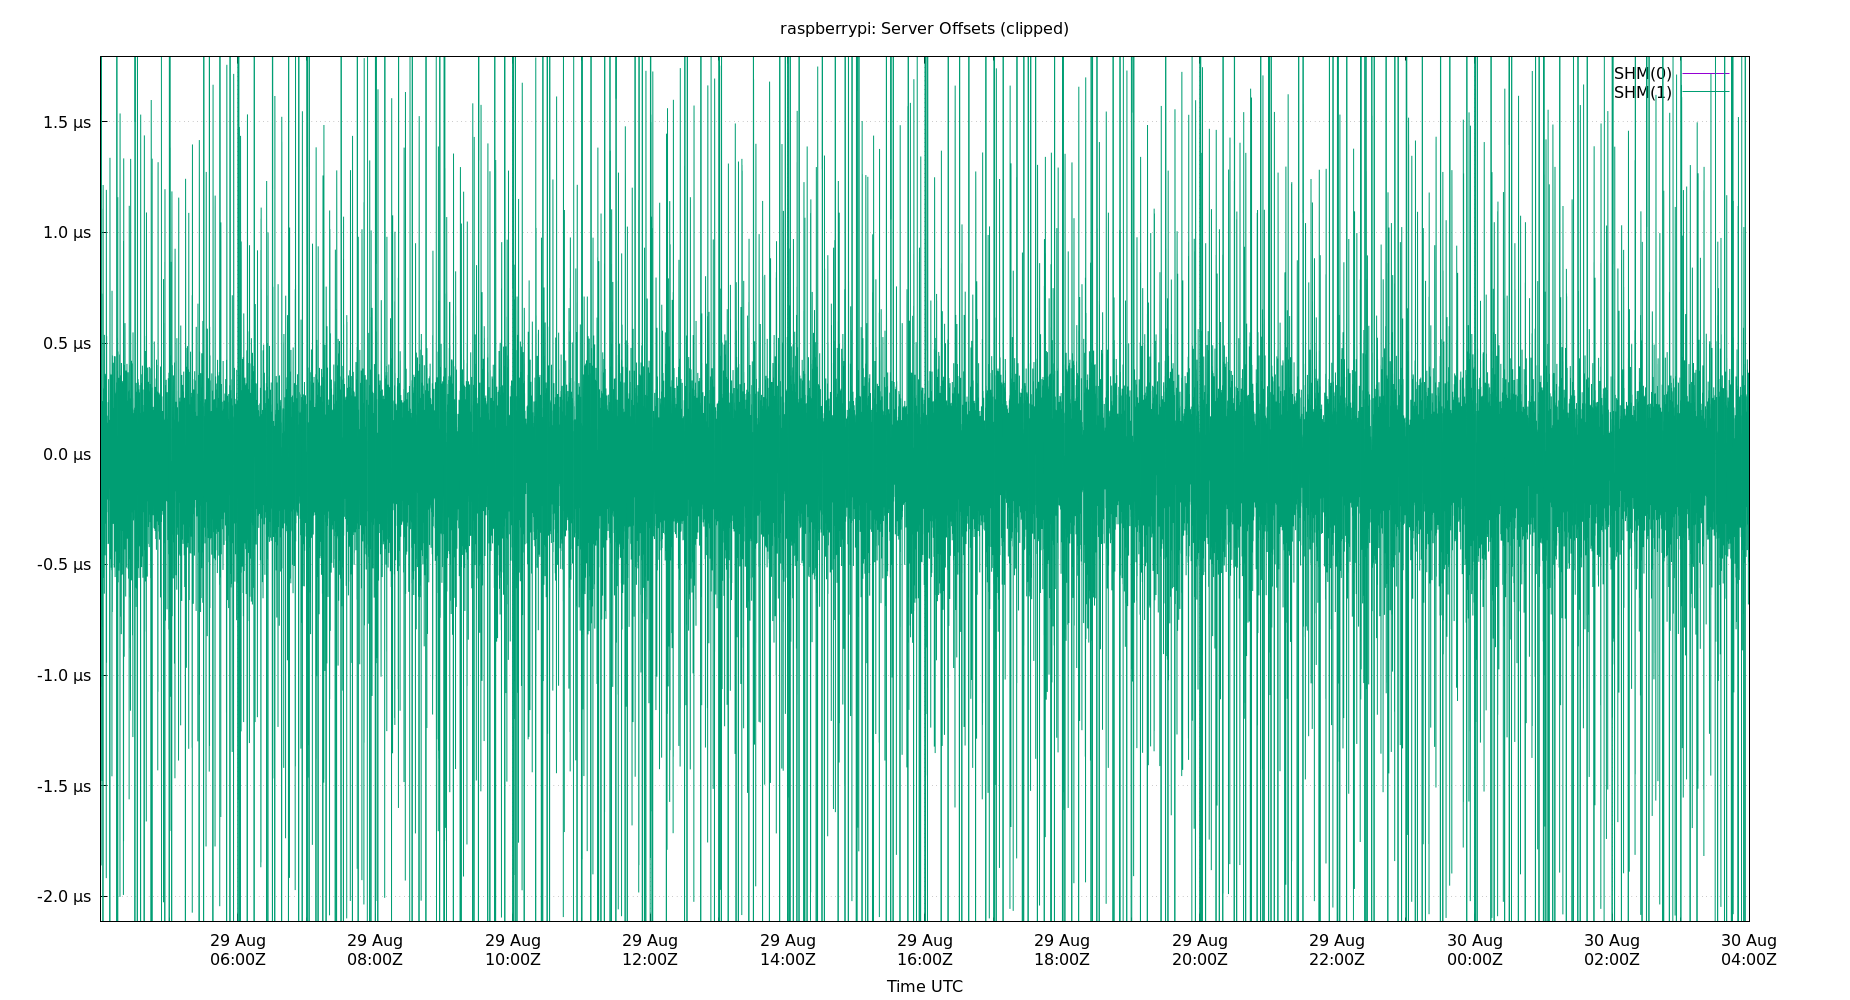 raspberrypi: Server Offsets (clipped)
SHM(0)
SHM(1)
1.5 µs
1.0 µs
0.5 µs
0.0 µs
-0.5 µs
-1.0 µs
-1.5 µs
-2.0 µs
29 Aug 29 Aug 29 Aug 29 Aug 29 Aug 29 Aug 29 Aug 29 Aug 29 Aug 30 Aug 30 Aug 30 Aug
06:00Z 08:00Z 10:00Z 12:00Z 14:00Z 16:00Z 18:00Z 20:00Z 22:00Z 00:00Z 02:00Z 04:00Z
Time UTC